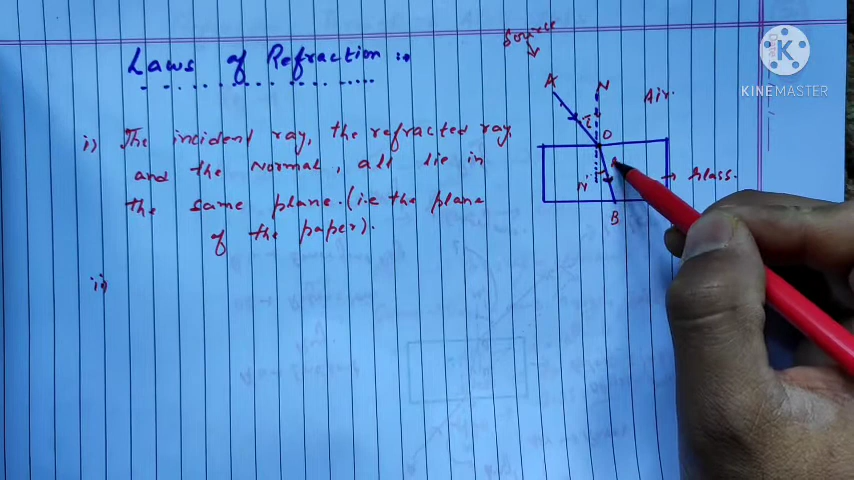 Laws of Refraction :-
i) The incident ray, the refracted ray
and the Normal, all lie in
the same plane. (i.e the plane
of the paper).
ii)
Source
A
N
Air.
i
O
N'
Glass.
B
K
KINEMASTER
Date